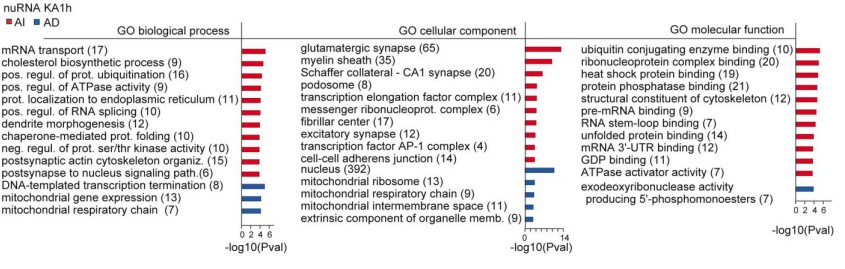 nuRNA KA1h
AI AD
GO biological process
mRNA transport (17)
cholesterol biosynthetic process (9)
pos. regul. of prot. ubiquitination (16)
pos. regul. of ATPase activity (9)
prot. localization to endoplasmic reticulum (11)
pos. regul. of RNA splicing (10)
dendrite morphogenesis (12)
chaperone-mediated prot. folding (10)
neg. regul. of prot. ser/thr kinase activity (10)
postsynaptic actin cytoskeleton organiz. (15)
postsynapse to nucleus signaling path.(6)
DNA-templated transcription termination (8)
mitochondrial gene expression (13)
mitochondrial respiratory chain (7)
0 2 4 6
-log10(Pval)
GO cellular component
glutamatergic synapse (65)
myelin sheath (35)
Schaffer collateral - CA1 synapse (20)
podosome (8)
transcription elongation factor complex (11)
messenger ribonucleoprot. complex (6)
fibrillar center (17)
excitatory synapse (12)
transcription factor AP-1 complex (4)
cell-cell adherens junction (14)
nucleus (392)
mitochondrial ribosome (13)
mitochondrial respiratory chain (9)
mitochondrial intermembrane space (11)
extrinsic component of organelle memb. (9)
0 14
-log10(Pval)
GO molecular function
ubiquitin conjugating enzyme binding (10)
ribonucleoprotein complex binding (20)
heat shock protein binding (19)
protein phosphatase binding (21)
structural constituent of cytoskeleton (12)
pre-mRNA binding (9)
RNA stem-loop binding (7)
unfolded protein binding (14)
mRNA 3'-UTR binding (12)
GDP binding (11)
ATPase activator activity (7)
exodeoxyribonuclease activity
producing 5'-phosphomonoesters (7)
0 2 4 6
-log10(Pval)